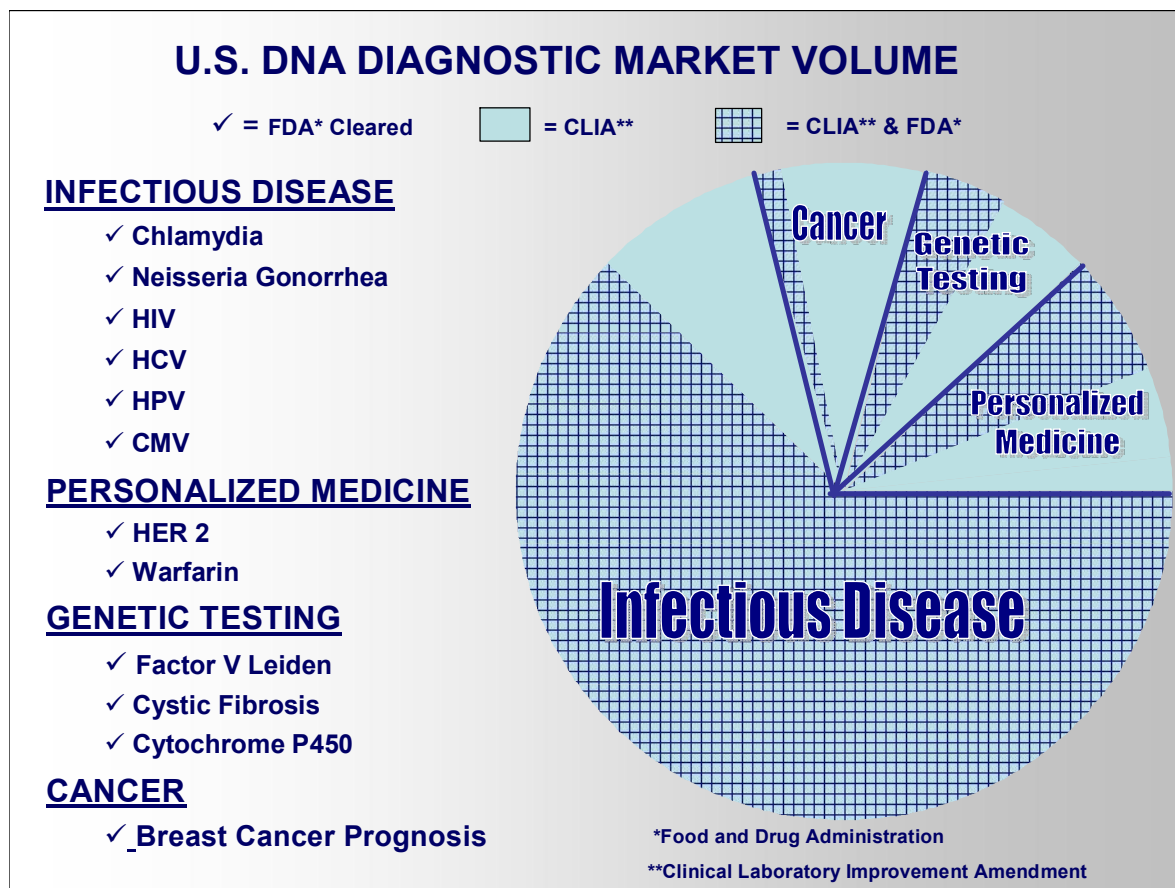 U.S. DNA DIAGNOSTIC MARKET VOLUME
✓ = FDA* Cleared = CLIA** = CLIA** & FDA*
INFECTIOUS DISEASE
✓ Chlamydia
✓ Neisseria Gonorrhea
✓ HIV
✓ HCV
✓ HPV
✓ CMV
PERSONALIZED MEDICINE
✓ HER 2
✓ Warfarin
GENETIC TESTING
✓ Factor V Leiden
✓ Cystic Fibrosis
✓ Cytochrome P450
CANCER
✓ Breast Cancer Prognosis
Cancer
Genetic
Testing
Personalized
Medicine
Infectious Disease
*Food and Drug Administration
**Clinical Laboratory Improvement Amendment